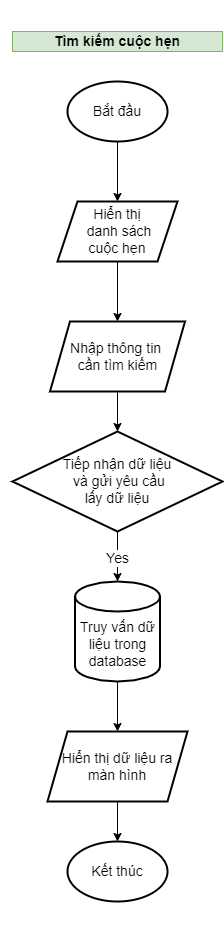 Tìm kiếm cuộc hẹn
Bắt đầu
Hiển thị
danh sách
cuộc hẹn
Nhập thông tin
cần tìm kiếm
Tiếp nhận dữ liệu
và gửi yêu cầu
lấy dữ liệu
Yes
Truy vấn dữ
liệu trong
database
Hiển thị dữ liệu ra
màn hình
Kết thúc